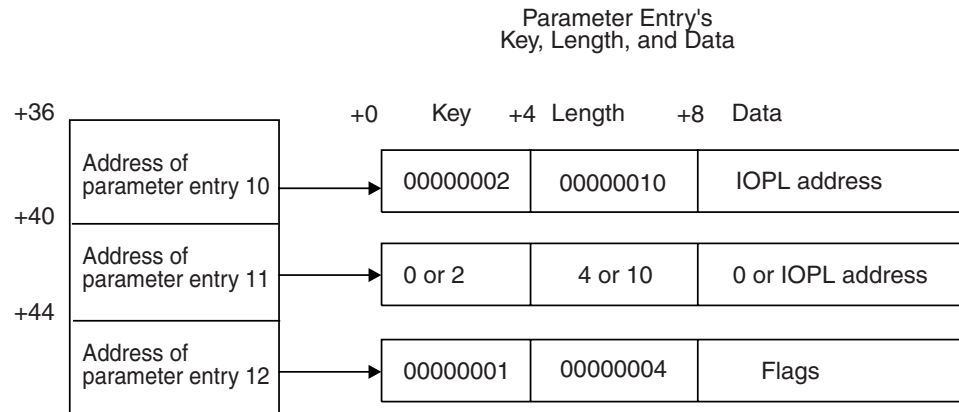 Parameter Entry's
Key, Length, and Data
+36
+0 Key +4 Length +8 Data
Address of
parameter entry 10
00000002 00000010 IOPL address
+40
Address of
parameter entry 11
0 or 2 4 or 10 0 or IOPL address
+44
Address of
parameter entry 12
00000001 00000004 Flags